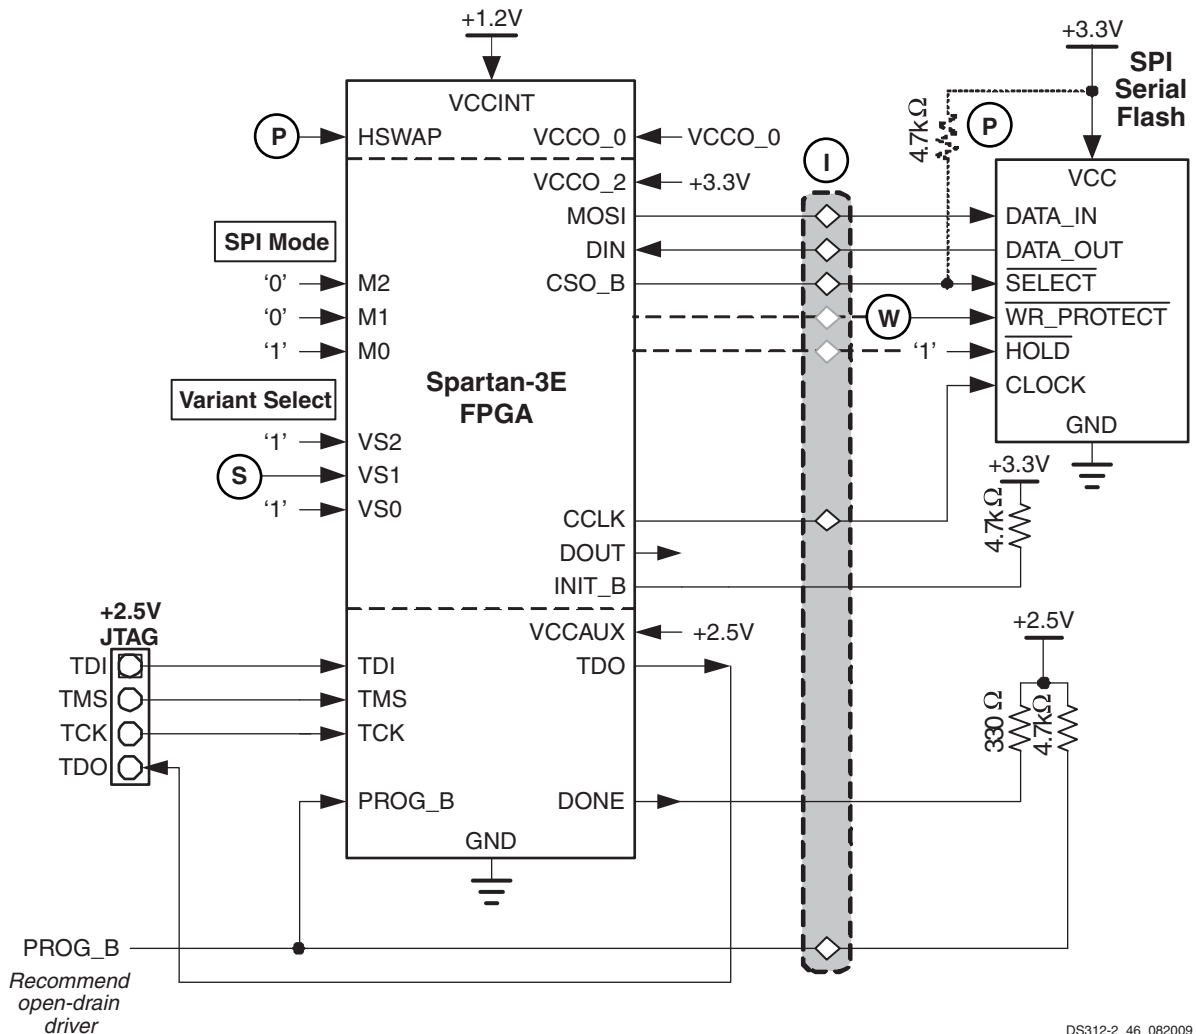 +1.2V
+3.3V
SPI
Serial
Flash
P
4.7kΩ
VCCINT
P
HSWAP
VCCO_0
VCCO_0
I
VCC
VCCO_2
+3.3V
MOSI
DATA_IN
SPI Mode
DIN
DATA_OUT
'0'
M2
CSO_B
SELECT
'0'
M1
W
WR_PROTECT
'1'
M0
'1'
HOLD
Spartan-3E
FPGA
CLOCK
Variant Select
GND
'1'
VS2
S
VS1
+3.3V
'1'
VS0
CCLK
4.7kΩ
DOUT
INIT_B
+2.5V
JTAG
VCCAUX
+2.5V
+2.5V
TDI
TDI
TDO
TMS
TMS
TCK
TCK
330 Ω
4.7kΩ
TDO
PROG_B
DONE
GND
PROG_B
Recommend
open-drain
driver
DS312-2_46_082009